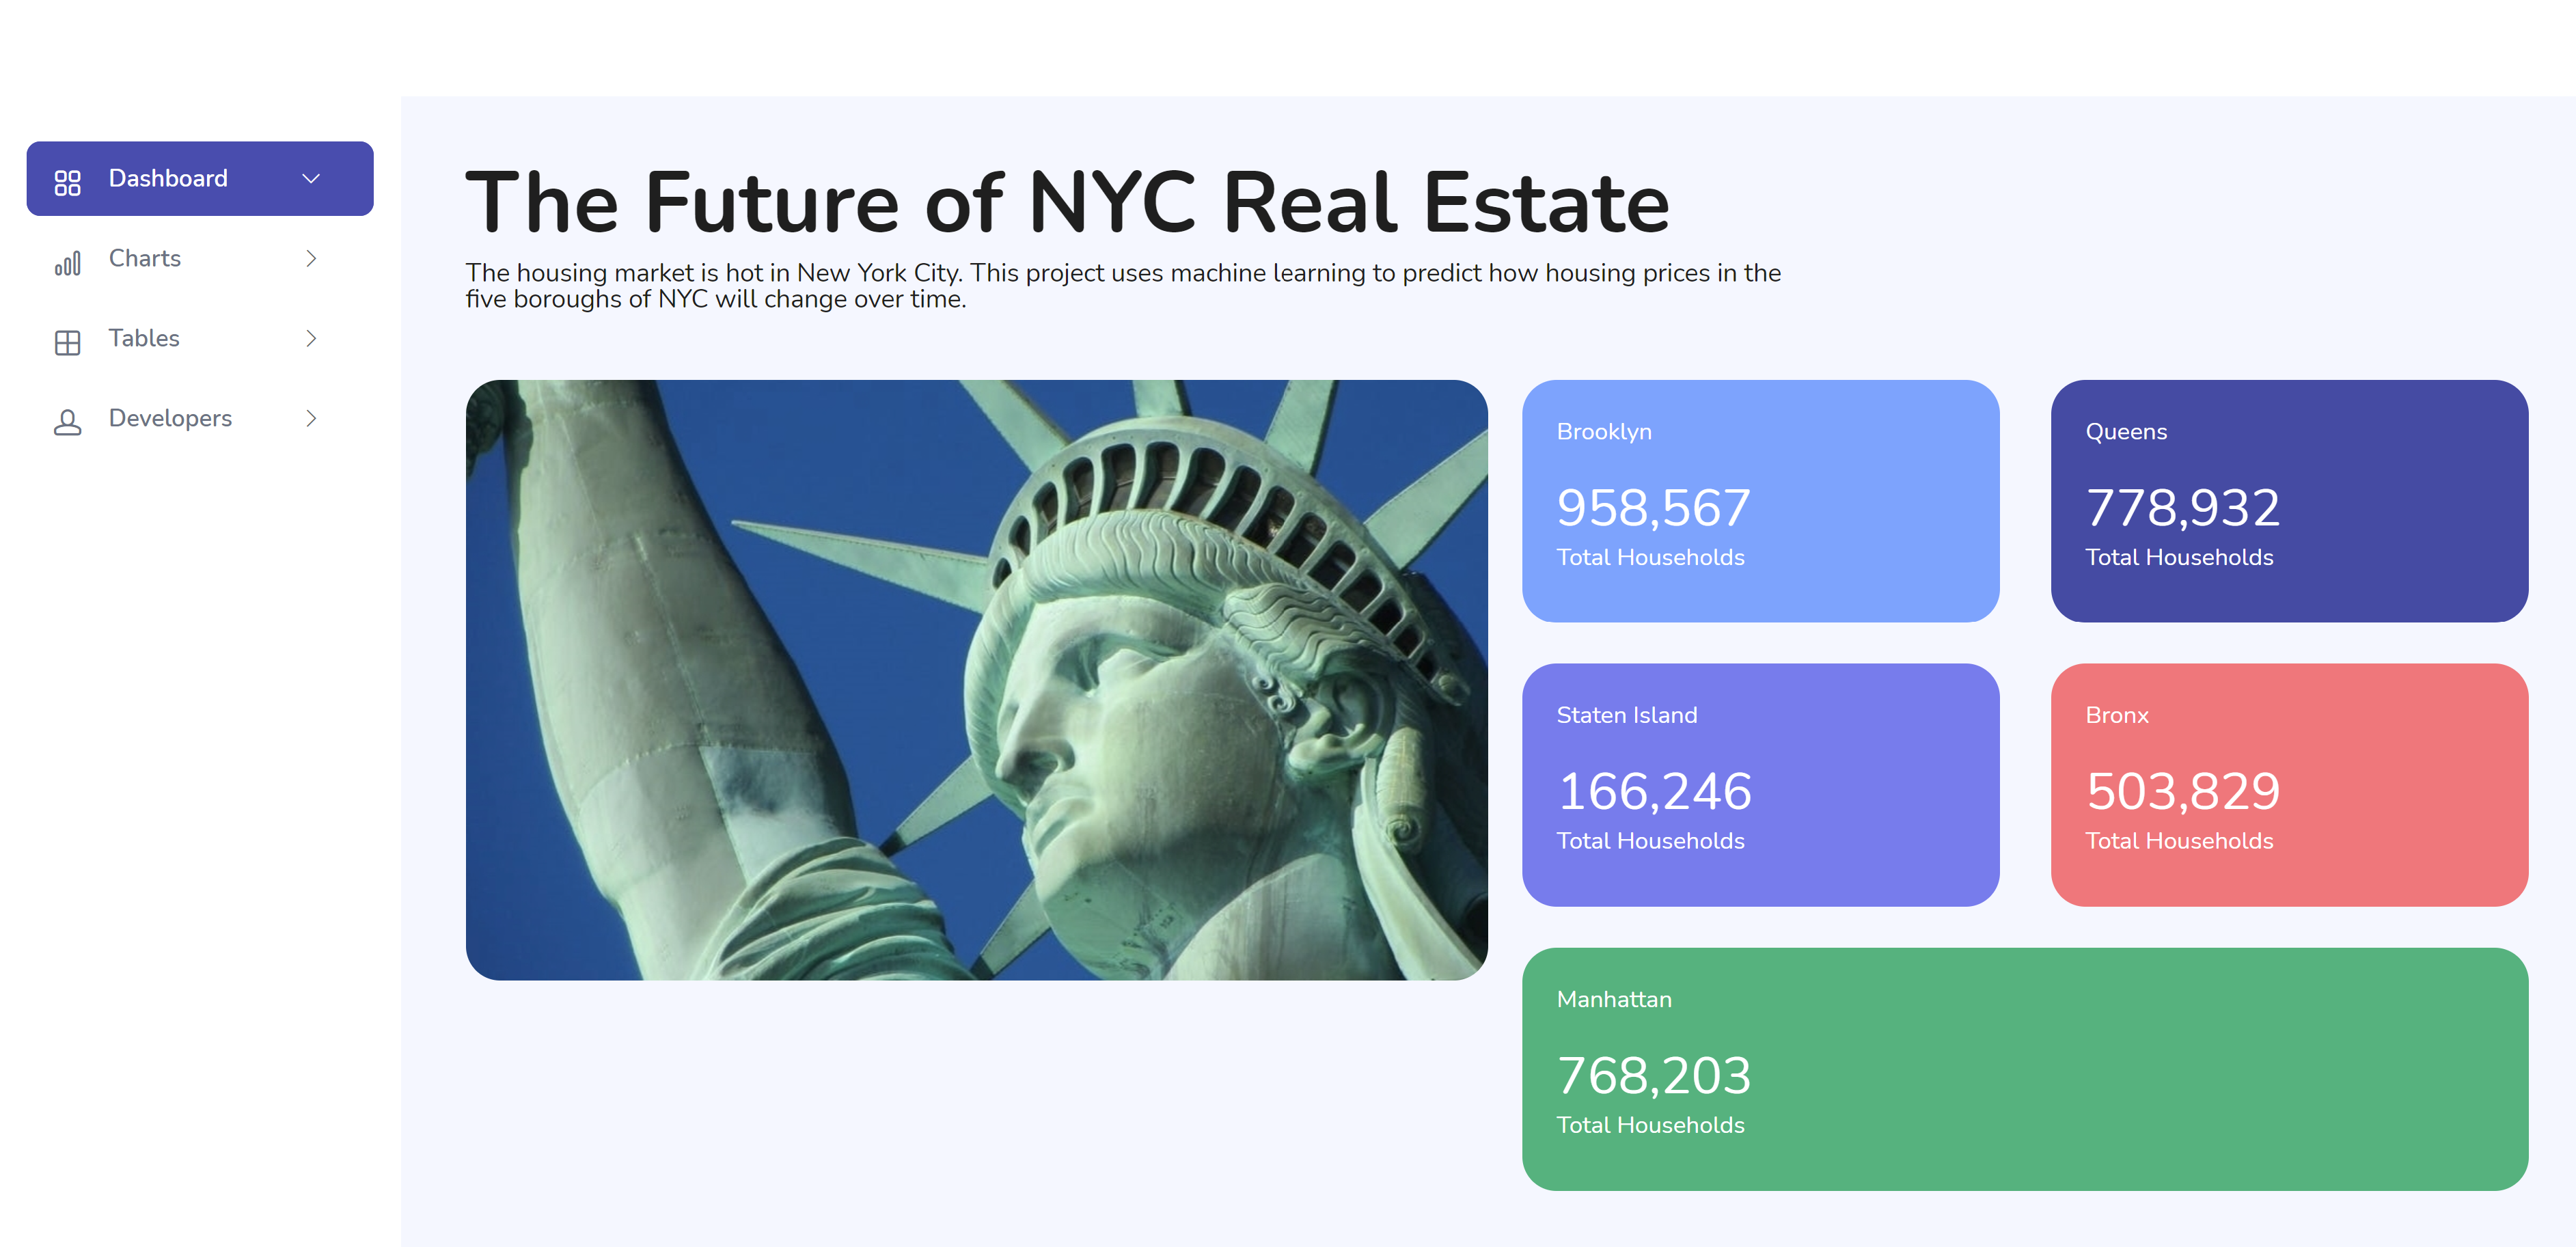 Dashboard
Charts
Tables
Developers
The Future of NYC Real Estate
The housing market is hot in New York City. This project uses machine learning to predict how housing prices in the
five boroughs of NYC will change over time.
Brooklyn
958,567
Total Households
Queens
778,932
Total Households
Staten Island
166,246
Total Households
Bronx
503,829
Total Households
Manhattan
768,203
Total Households